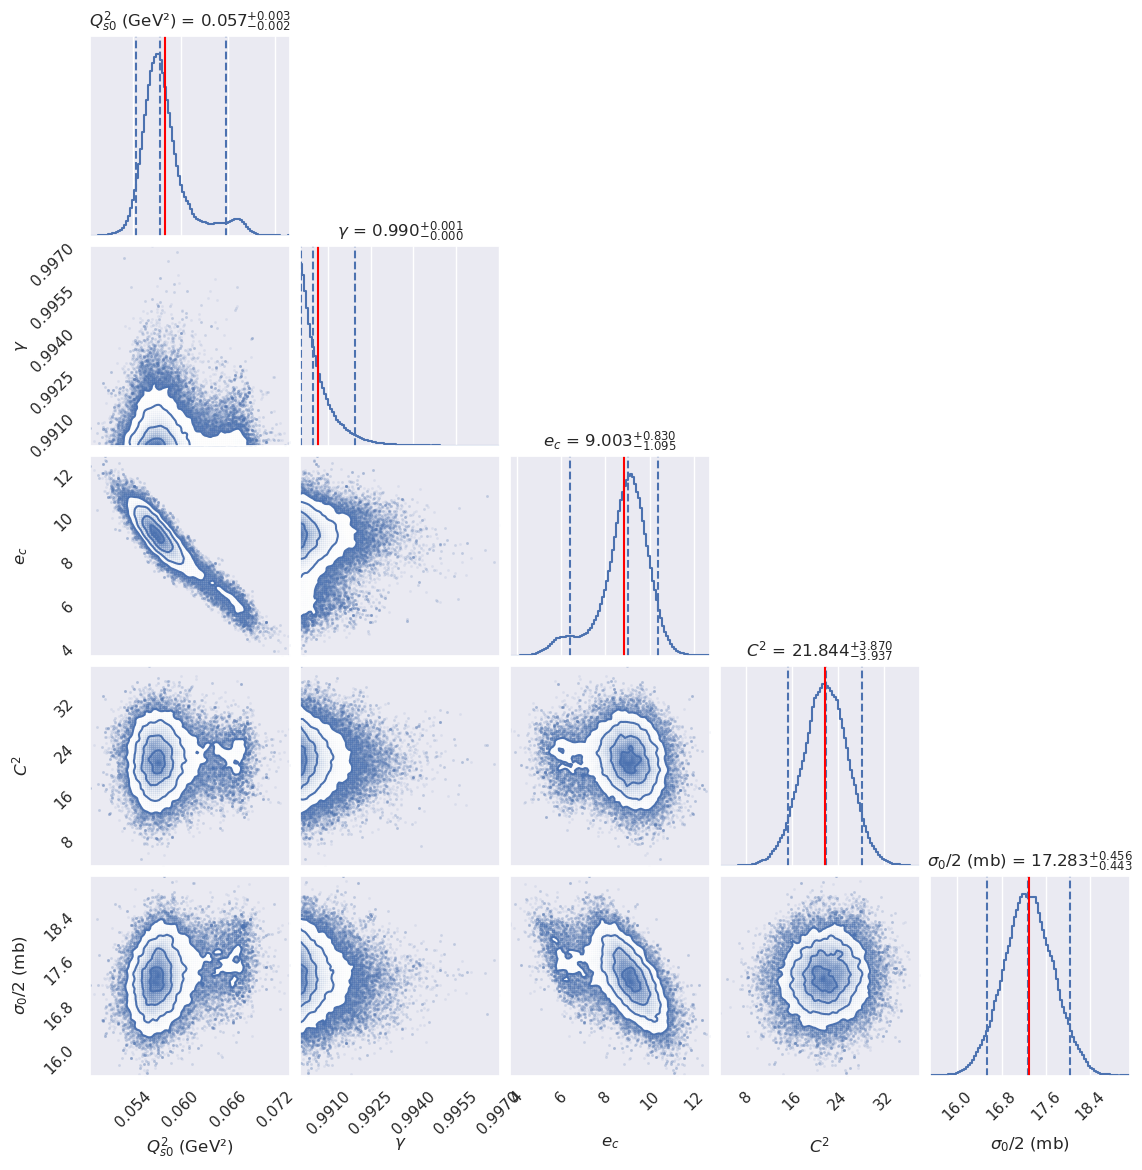 Q²ₛ₀ (GeV²) = 0.057⁺⁰·⁰⁰³₋₀.₀₀₂
γ = 0.990⁺⁰·⁰⁰¹₋₀.₀₀₀
0.9970
0.9955
0.9940
0.9925
0.9910
γ
e_c = 9.003⁺⁰·⁸³⁰₋₁.₀₉₅
12
10
8
6
4
e_c
C² = 21.844⁺³·⁸⁷⁰₋₃.₉₃₇
32
24
16
8
C²
σ₀/2 (mb) = 17.283⁺⁰·⁴⁵⁶₋₀.₄₄₃
18.4
17.6
16.8
16.0
σ₀/2 (mb)
0.054 0.060 0.066 0.072
0.9910 0.9925 0.9940 0.9955 0.9970
4 6 8 10 12
8 16 24 32
16.0 16.8 17.6 18.4
Q²ₛ₀ (GeV²)
γ
e_c
C²
σ₀/2 (mb)